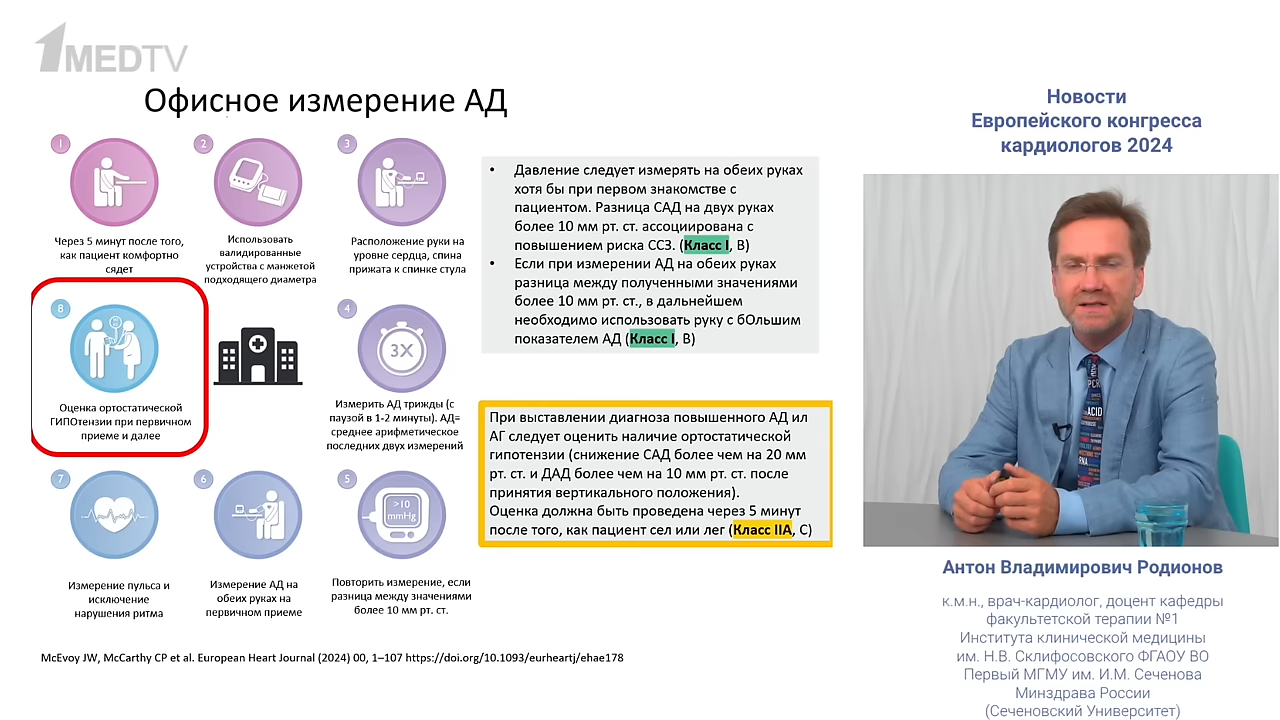 1MEDTV
Офисное измерение АД
1
Через 5 минут после того,
как пациент комфортно
сядет
2
Использовать
валидированные
устройства с манжетой
подходящего диаметра
3
Расположение руки на
уровне сердца, спина
прижата к спинке стула
8
Оценка ортостатической
ГИПОтензии при первичном
приеме и далее
4
3X
Измерить АД трижды (с
паузой в 1-2 минуты). АД=
среднее арифметическое
последних двух измерений
7
Измерение пульса и
исключение
нарушения ритма
6
Измерение АД на
обеих руках на
первичном приеме
5
>10
mmHg
Повторить измерение, если
разница между значениями
более 10 мм рт. ст.
• Давление следует измерять на обеих руках
хотя бы при первом знакомстве с
пациентом. Разница САД на двух руках
более 10 мм рт. ст. ассоциирована с
повышением риска ССЗ. (Класс I, B)
• Если при измерении АД на обеих руках
разница между полученными значениями
более 10 мм рт. ст., в дальнейшем
необходимо использовать руку с бОльшим
показателем АД (Класс I, B)
При выставлении диагноза повышенного АД ил
АГ следует оценить наличие ортостатической
гипотензии (снижение САД более чем на 20 мм
рт. ст. и ДАД более чем на 10 мм рт. ст. после
принятия вертикального положения).
Оценка должна быть проведена через 5 минут
после того, как пациент сел или лег (Класс IIA, C)
McEvoy JW, McCarthy CP et al. European Heart Journal (2024) 00, 1–107 https://doi.org/10.1093/eurheartj/ehae178
Новости
Европейского конгресса
кардиологов 2024
PCR
ACID
RNA
Антон Владимирович Родионов
к.м.н., врач-кардиолог, доцент кафедры
факультетской терапии №1
Института клинической медицины
им. Н.В. Склифосовского ФГАОУ ВО
Первый МГМУ им. И.М. Сеченова
Минздрава России
(Сеченовский Университет)